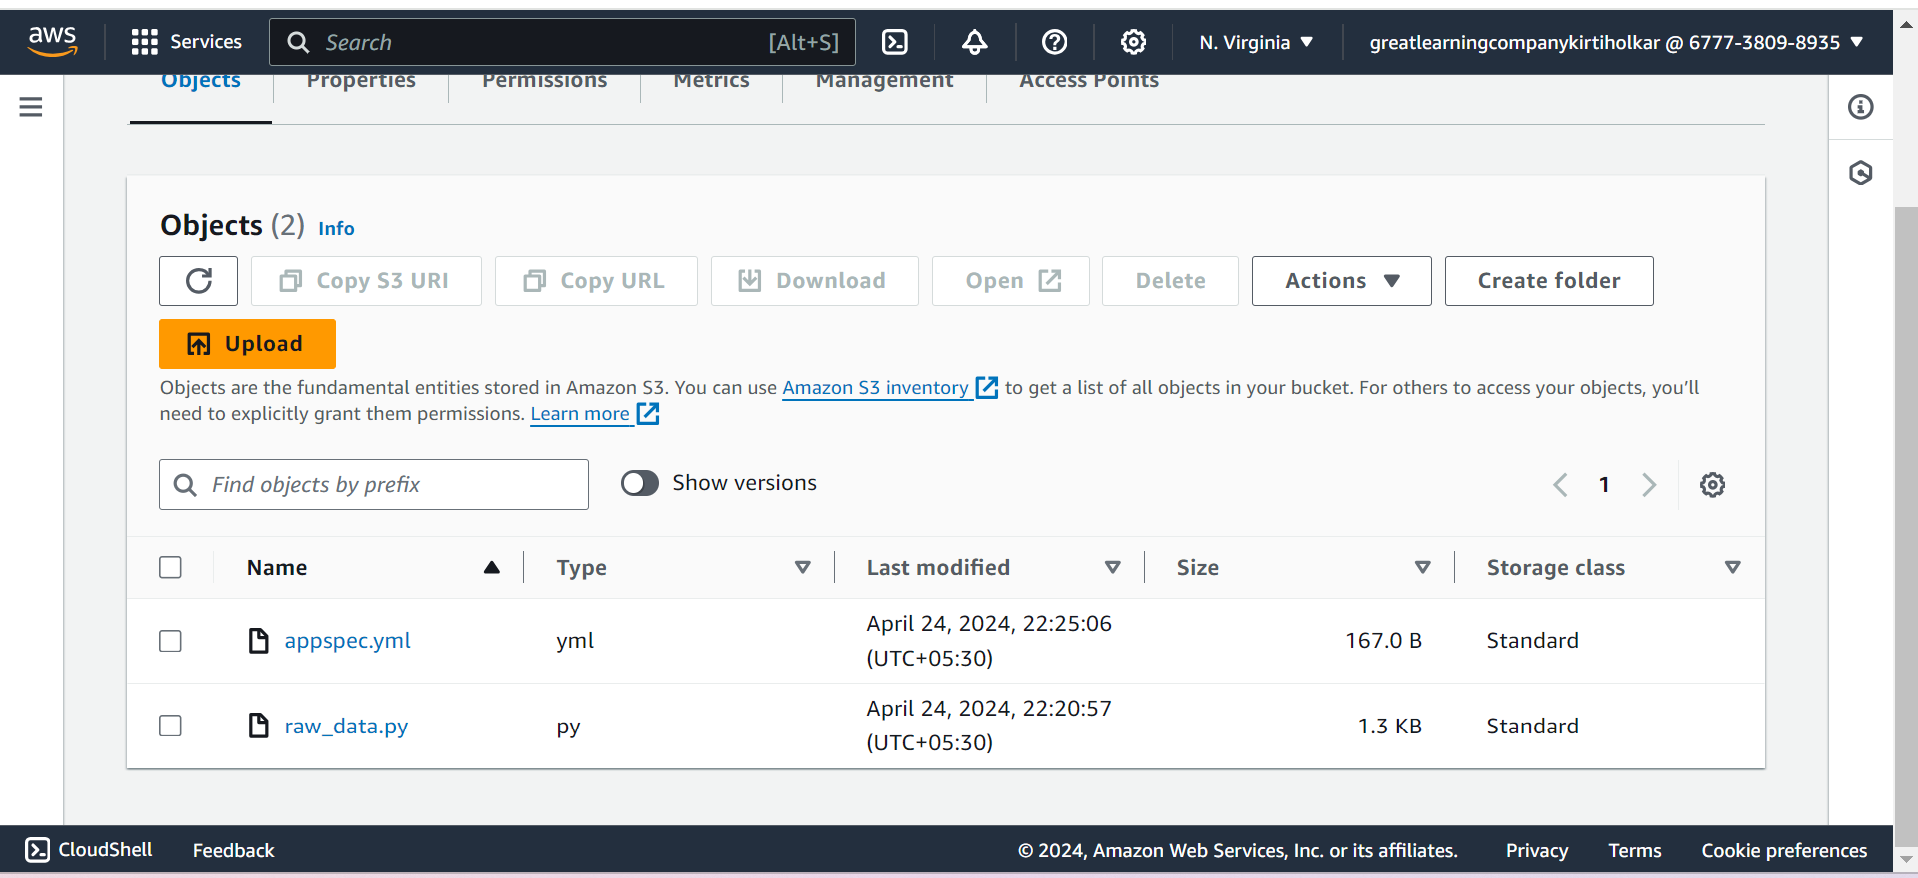 aws Services Search [Alt+S] N. Virginia greatlearningcompanykirtiholkar @ 6777-3809-8935
Objects Properties Permissions Metrics Management Access Points
Objects (2) Info
Copy S3 URI Copy URL Download Open Delete Actions Create folder
Upload
Objects are the fundamental entities stored in Amazon S3. You can use Amazon S3 inventory to get a list of all objects in your bucket. For others to access your objects, you’ll
need to explicitly grant them permissions. Learn more
Find objects by prefix Show versions 1
Name Type Last modified Size Storage class
appspec.yml yml April 24, 2024, 22:25:06 (UTC+05:30) 167.0 B Standard
raw_data.py py April 24, 2024, 22:20:57 (UTC+05:30) 1.3 KB Standard
CloudShell Feedback © 2024, Amazon Web Services, Inc. or its affiliates. Privacy Terms Cookie preferences